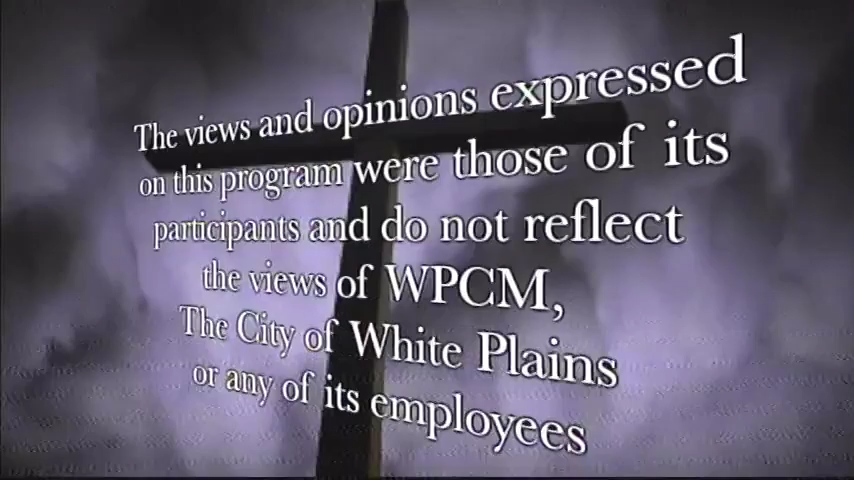 The views and opinions expressed
on this program were those of its
participants and do not reflect
the views of WPCM,
The City of White Plains
or any of its employees